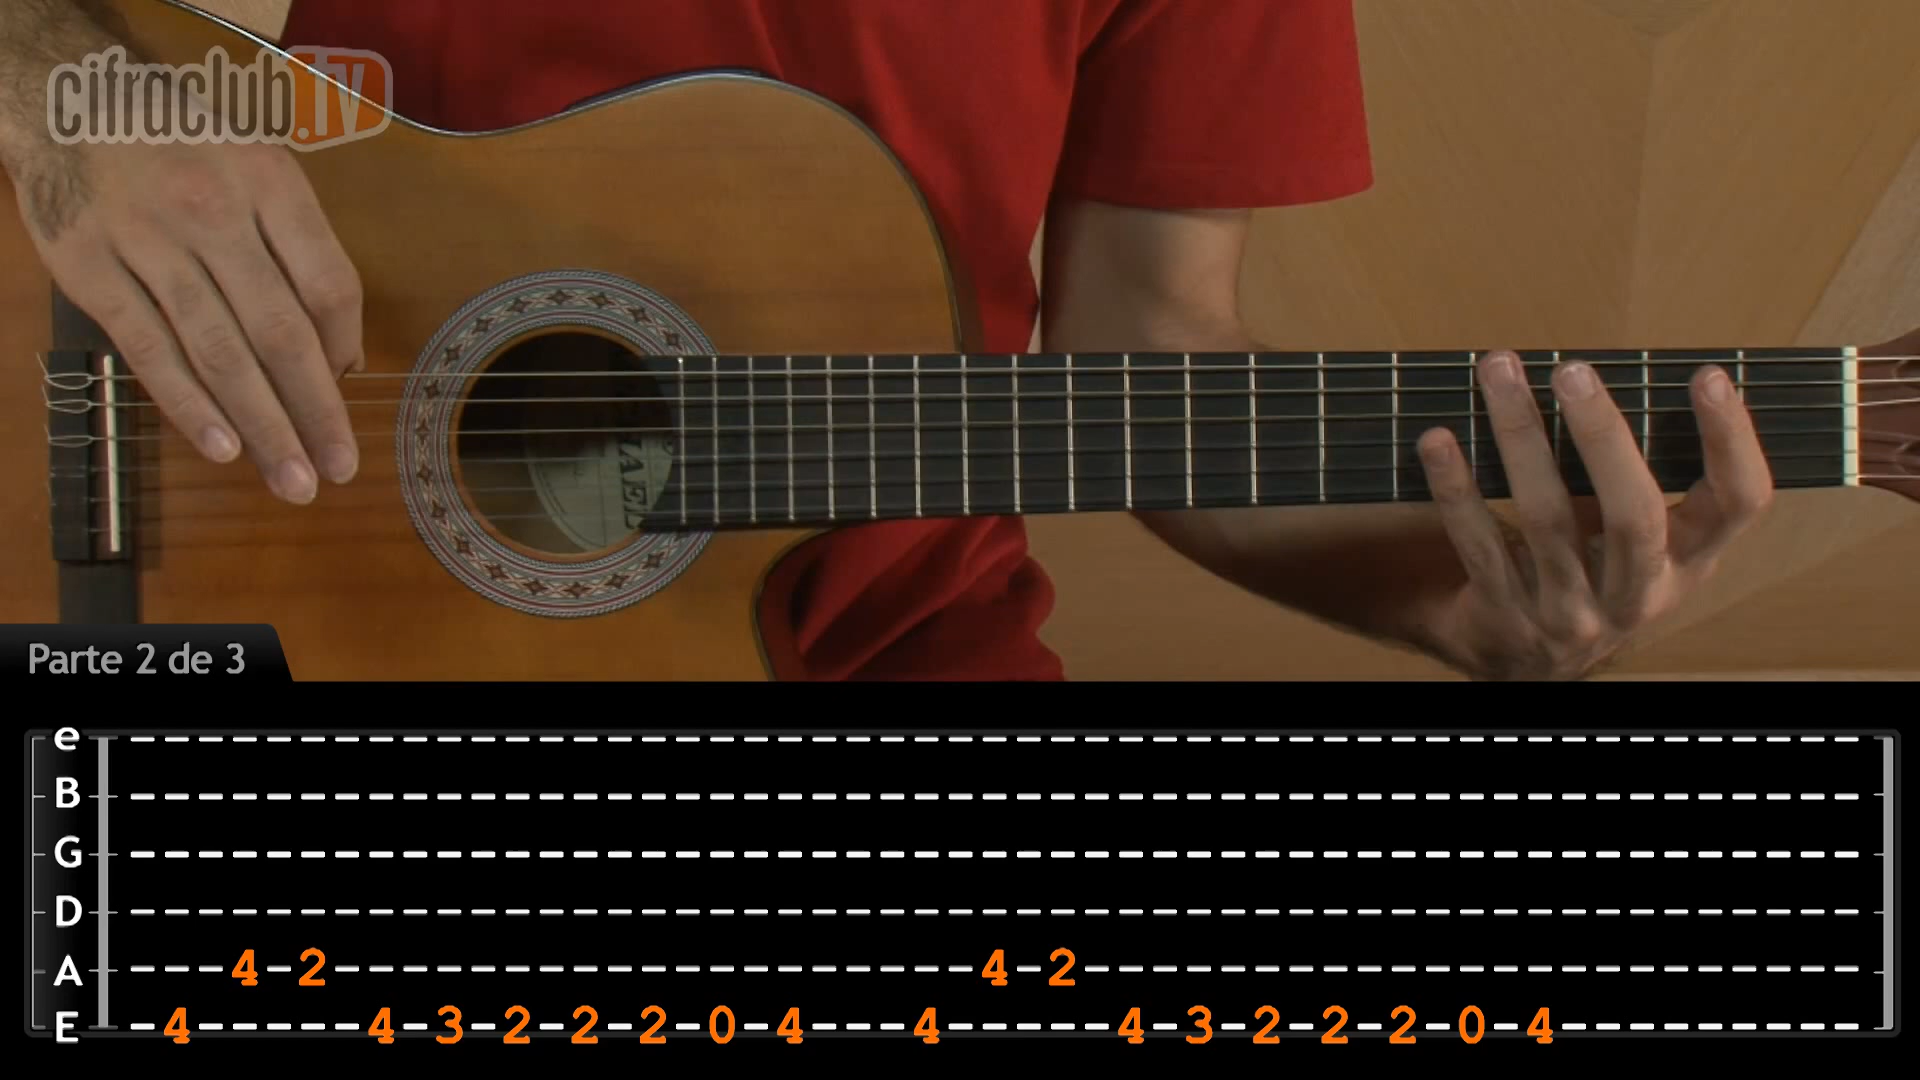 cifraclub.TV
Parte 2 de 3
e
B
G
D
A 4 2 4 2
E 4 4 3 2 2 2 0 4 4 4 3 2 2 2 0 4